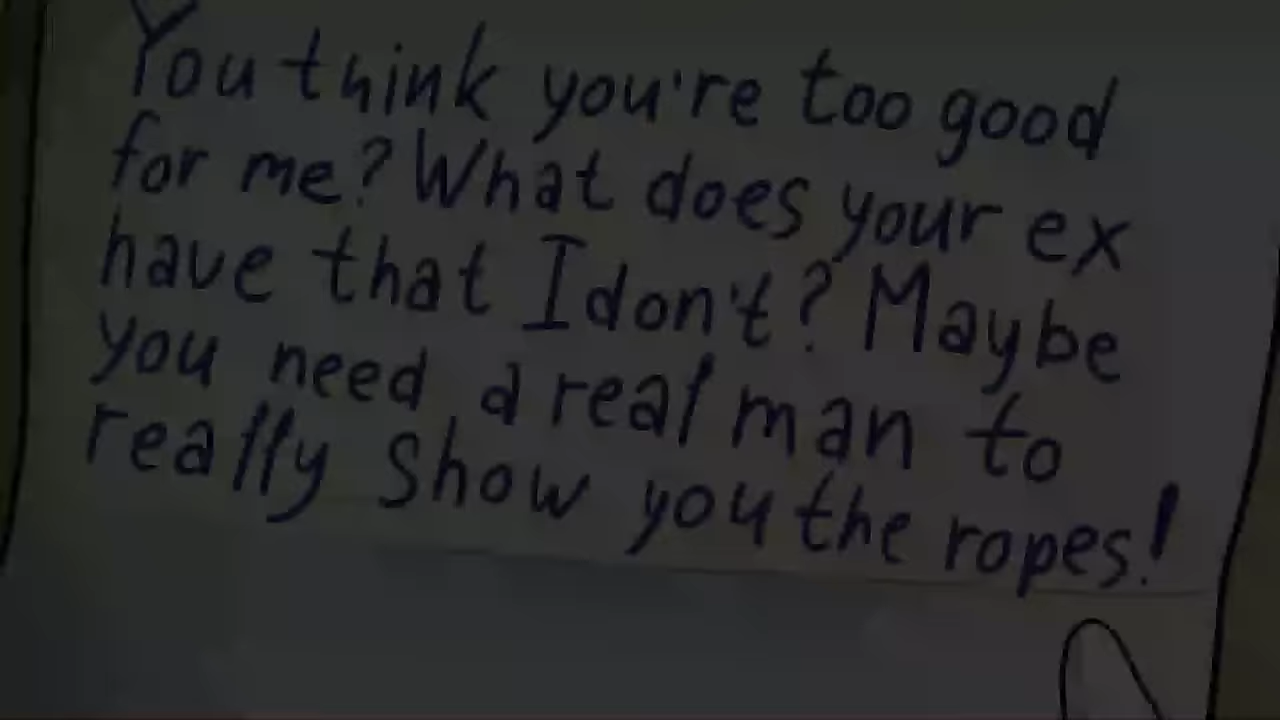 You think you're too good
for me? What does your ex
have that I don't? Maybe
you need a real man to
really show you the ropes!